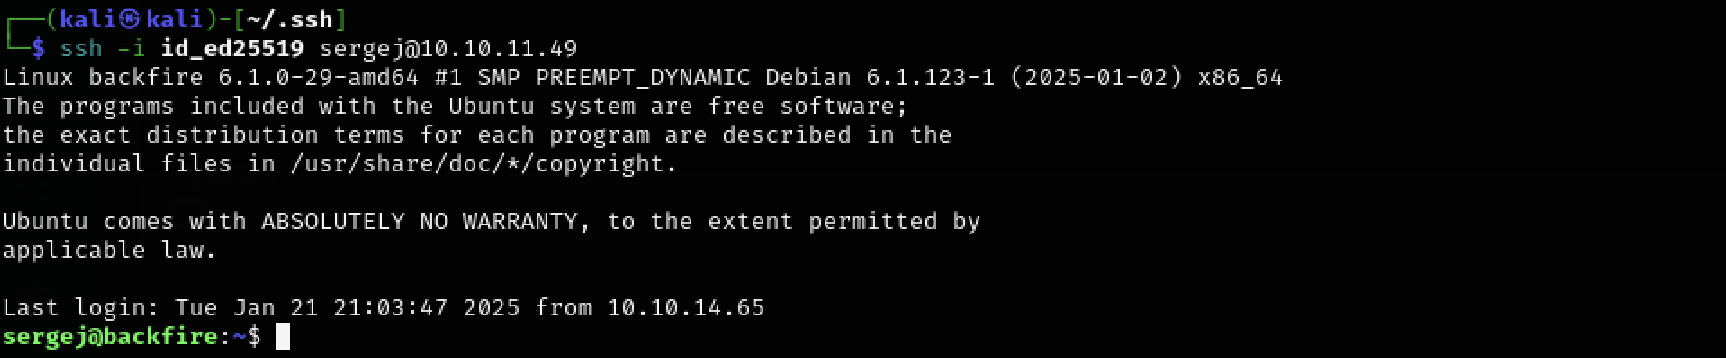 ┌──(kali㉿kali)-[~/.ssh]
└─$ ssh -i id_ed25519 sergej@10.10.11.49
Linux backfire 6.1.0-29-amd64 #1 SMP PREEMPT_DYNAMIC Debian 6.1.123-1 (2025-01-02) x86_64
The programs included with the Ubuntu system are free software;
the exact distribution terms for each program are described in the
individual files in /usr/share/doc/*/copyright.
Ubuntu comes with ABSOLUTELY NO WARRANTY, to the extent permitted by
applicable law.
Last login: Tue Jan 21 21:03:47 2025 from 10.10.14.65
sergej@backfire:~$